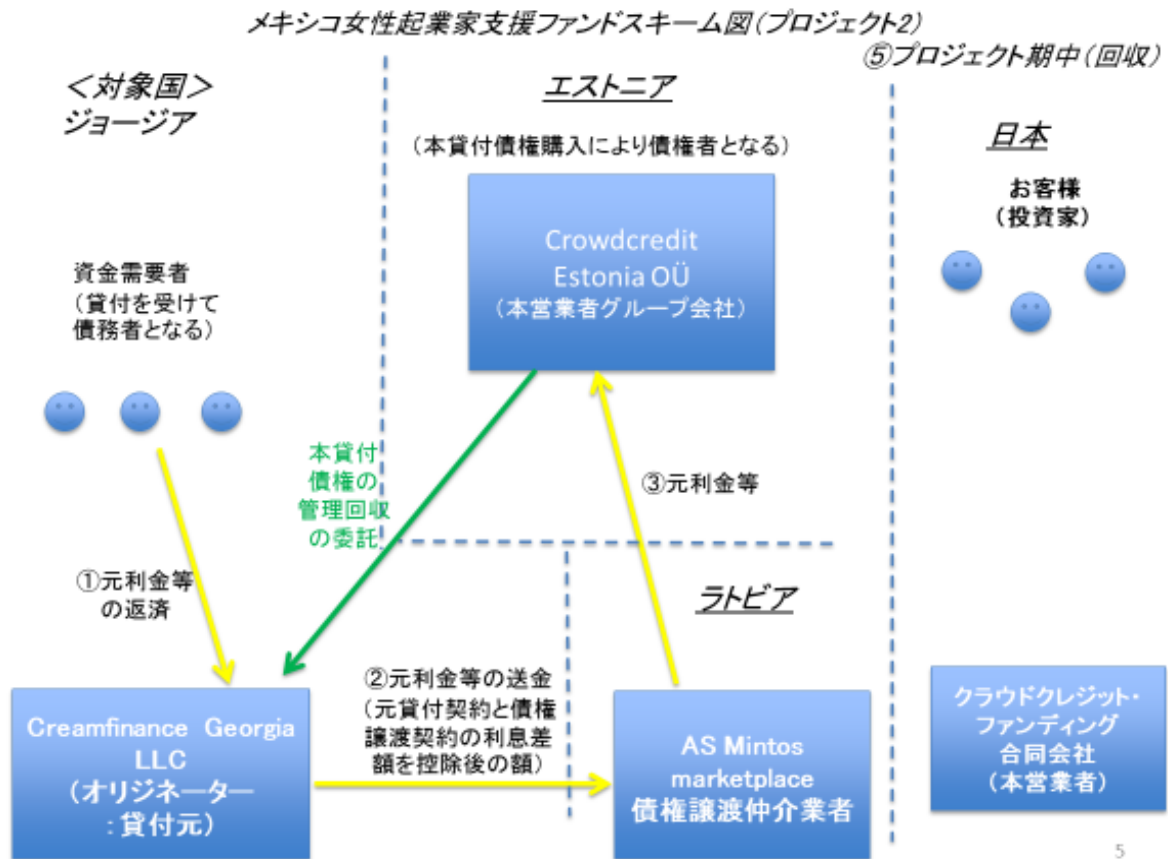 メキシコ女性起業家支援ファンドスキーム図（プロジェクト2）
⑤プロジェクト期中（回収）
＜対象国＞
ジョージア
資金需要者
（貸付を受けて
債務者となる）
①元利金等
の返済
Creamfinance Georgia
LLC
（オリジネーター
：貸付元）
エストニア
（本貸付債権購入により債権者となる）
Crowdcredit
Estonia OÜ
（本営業者グループ会社）
本貸付
債権の
管理回収
の委託
③元利金等
②元利金等の送金
（元貸付契約と債権
譲渡契約の利息差
額を控除後の額）
ラトビア
AS Mintos
marketplace
債権譲渡仲介業者
日本
お客様
（投資家）
クラウドクレジット・
ファンディング
合同会社
（本営業者）
5